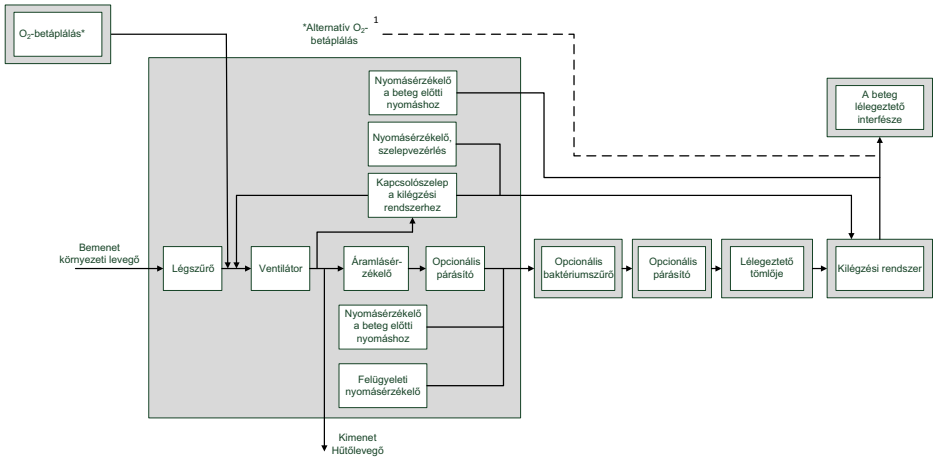 O₂-betáplálás*
*Alternatív O₂- 1
betáplálás
Nyomásérzékelő
a beteg előtti
nyomáshoz
A beteg
lélegeztető
interfésze
Nyomásérzékelő,
szelepvezérlés
Kapcsolószelep
a kilégzési
rendszerhez
Bemenet
környezeti levegő
Légszűrő
Ventilátor
Áramlásér-
zékelő
Opcionális
párásító
Opcionális
baktériumszűrő
Opcionális
párásító
Lélegeztető
tömlője
Kilégzési rendszer
Nyomásérzékelő
a beteg előtti
nyomáshoz
Felügyeleti
nyomásérzékelő
Kimenet
Hűtőlevegő